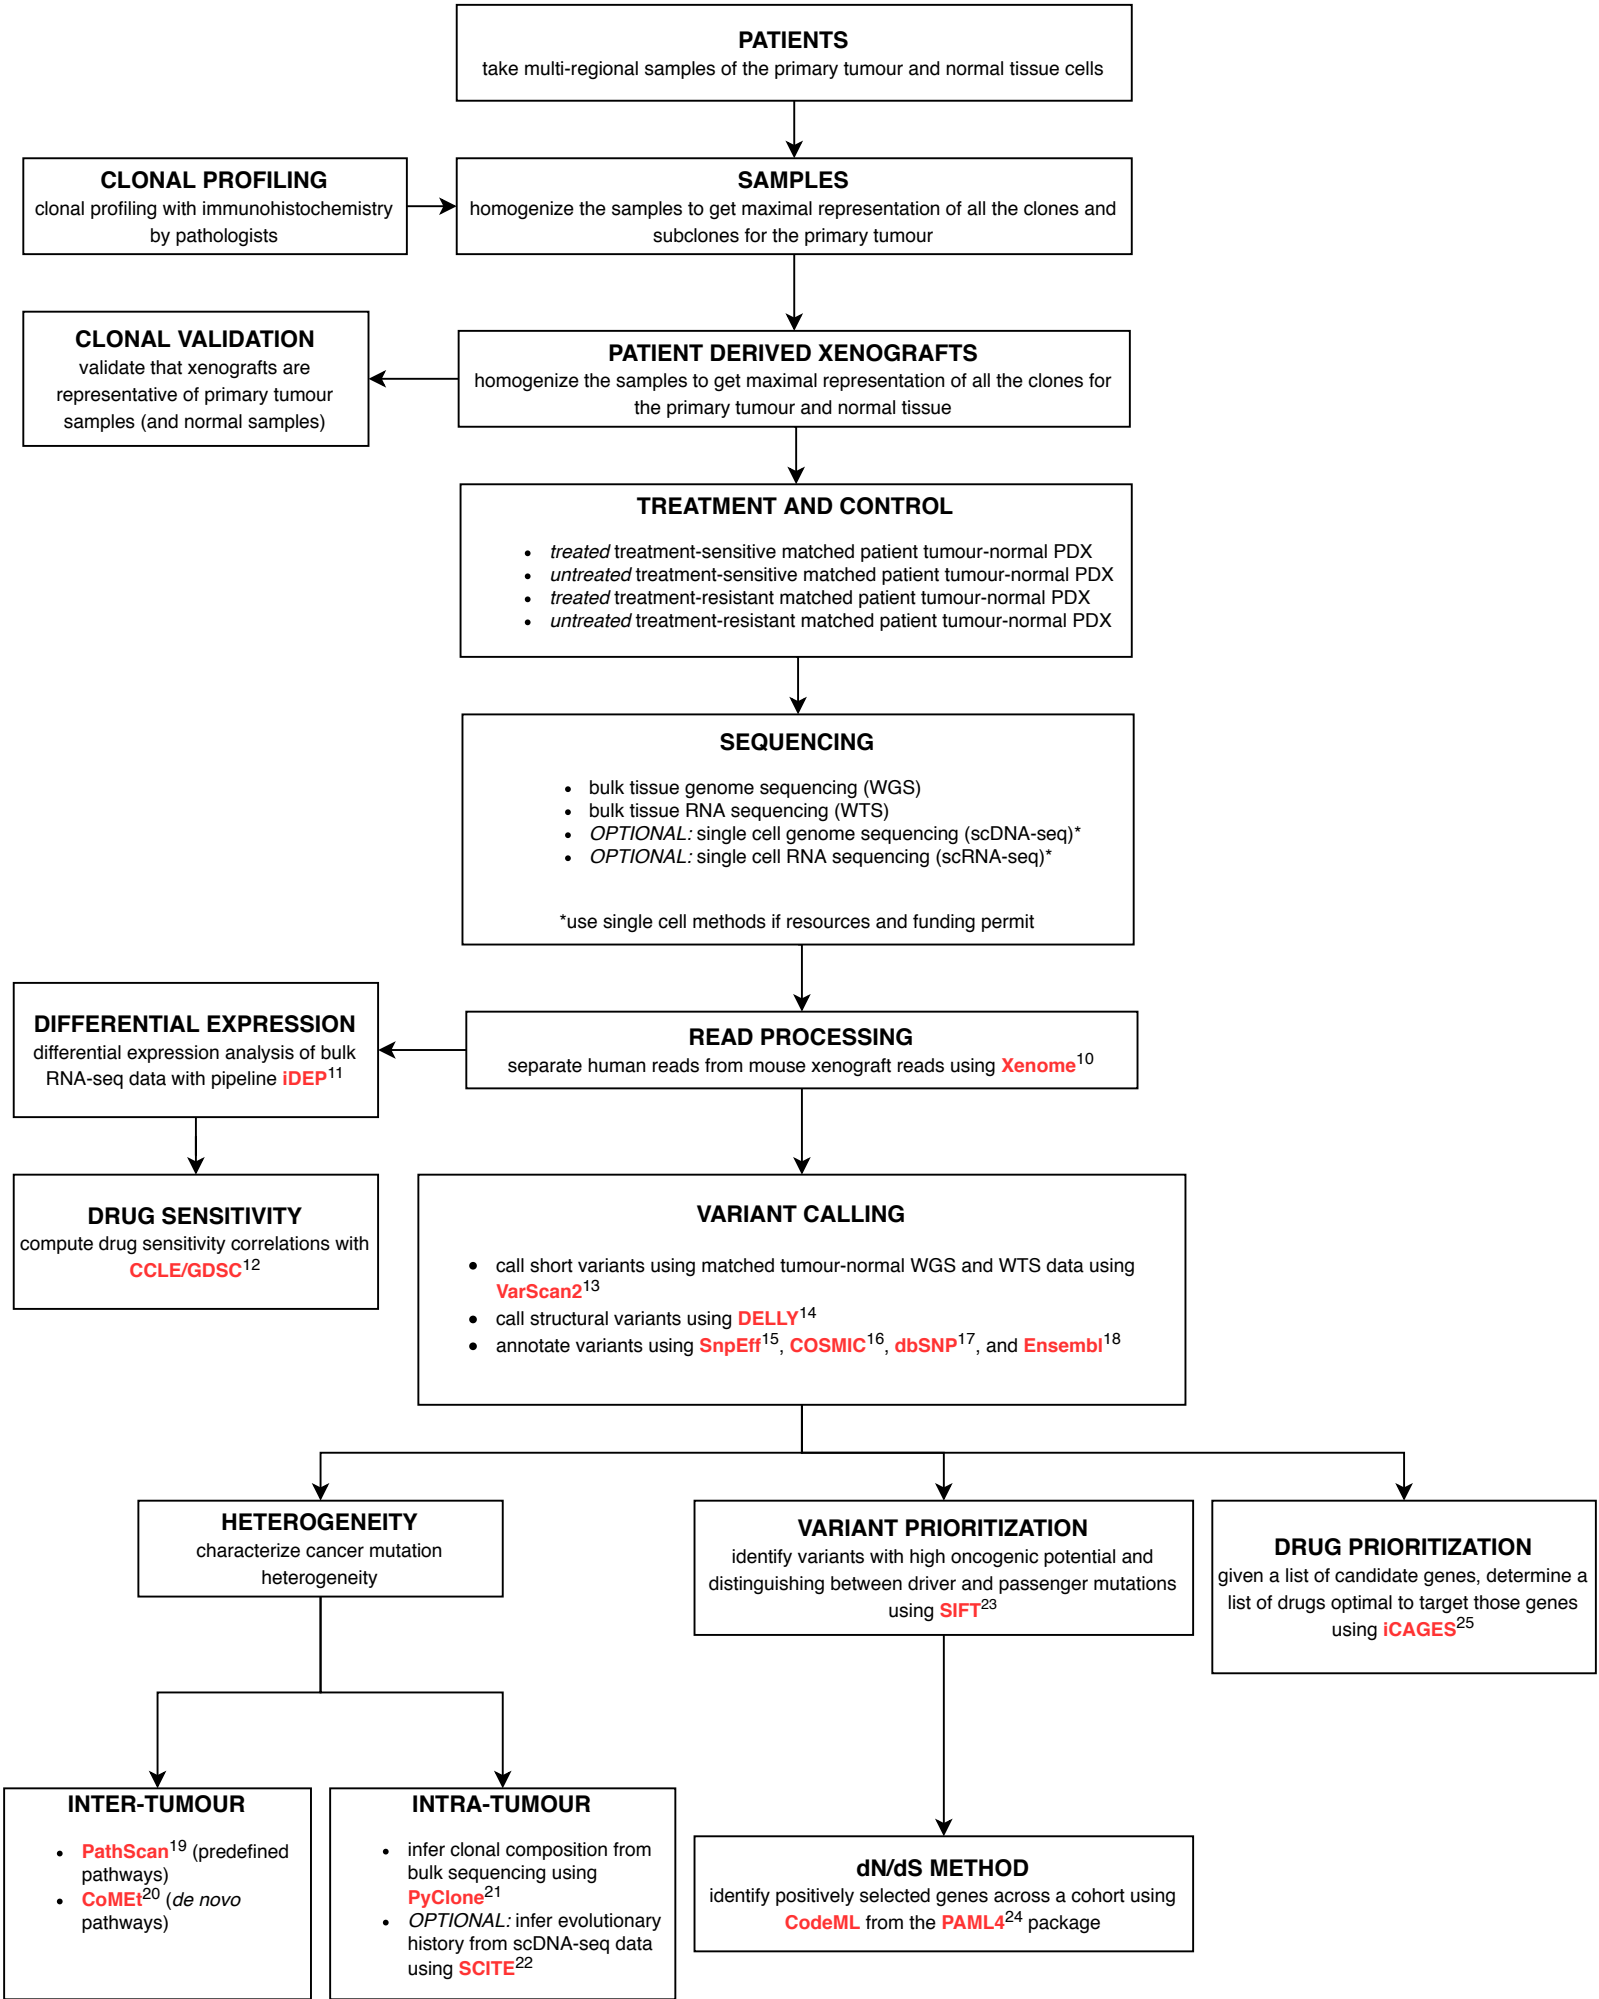 PATIENTS
take multi-regional samples of the primary tumour and normal tissue cells
CLONAL PROFILING
clonal profiling with immunohistochemistry
by pathologists
SAMPLES
homogenize the samples to get maximal representation of all the clones and
subclones for the primary tumour
CLONAL VALIDATION
validate that xenografts are
representative of primary tumour
samples (and normal samples)
PATIENT DERIVED XENOGRAFTS
homogenize the samples to get maximal representation of all the clones for
the primary tumour and normal tissue
TREATMENT AND CONTROL
• treated treatment-sensitive matched patient tumour-normal PDX
• untreated treatment-sensitive matched patient tumour-normal PDX
• treated treatment-resistant matched patient tumour-normal PDX
• untreated treatment-resistant matched patient tumour-normal PDX
SEQUENCING
• bulk tissue genome sequencing (WGS)
• bulk tissue RNA sequencing (WTS)
• OPTIONAL: single cell genome sequencing (scDNA-seq)*
• OPTIONAL: single cell RNA sequencing (scRNA-seq)*
*use single cell methods if resources and funding permit
DIFFERENTIAL EXPRESSION
differential expression analysis of bulk
RNA-seq data with pipeline iDEP11
READ PROCESSING
separate human reads from mouse xenograft reads using Xenome10
DRUG SENSITIVITY
compute drug sensitivity correlations with
CCLE/GDSC12
VARIANT CALLING
• call short variants using matched tumour-normal WGS and WTS data using
VarScan213
• call structural variants using DELLY14
• annotate variants using SnpEff15, COSMIC16, dbSNP17, and Ensembl18
HETEROGENEITY
characterize cancer mutation
heterogeneity
VARIANT PRIORITIZATION
identify variants with high oncogenic potential and
distinguishing between driver and passenger mutations
using SIFT23
DRUG PRIORITIZATION
given a list of candidate genes, determine a
list of drugs optimal to target those genes
using iCAGES25
INTER-TUMOUR
• PathScan19 (predefined
pathways)
• CoMEt20 (de novo
pathways)
INTRA-TUMOUR
• infer clonal composition from
bulk sequencing using
PyClone21
• OPTIONAL: infer evolutionary
history from scDNA-seq data
using SCITE22
dN/dS METHOD
identify positively selected genes across a cohort using
CodeML from the PAML424 package